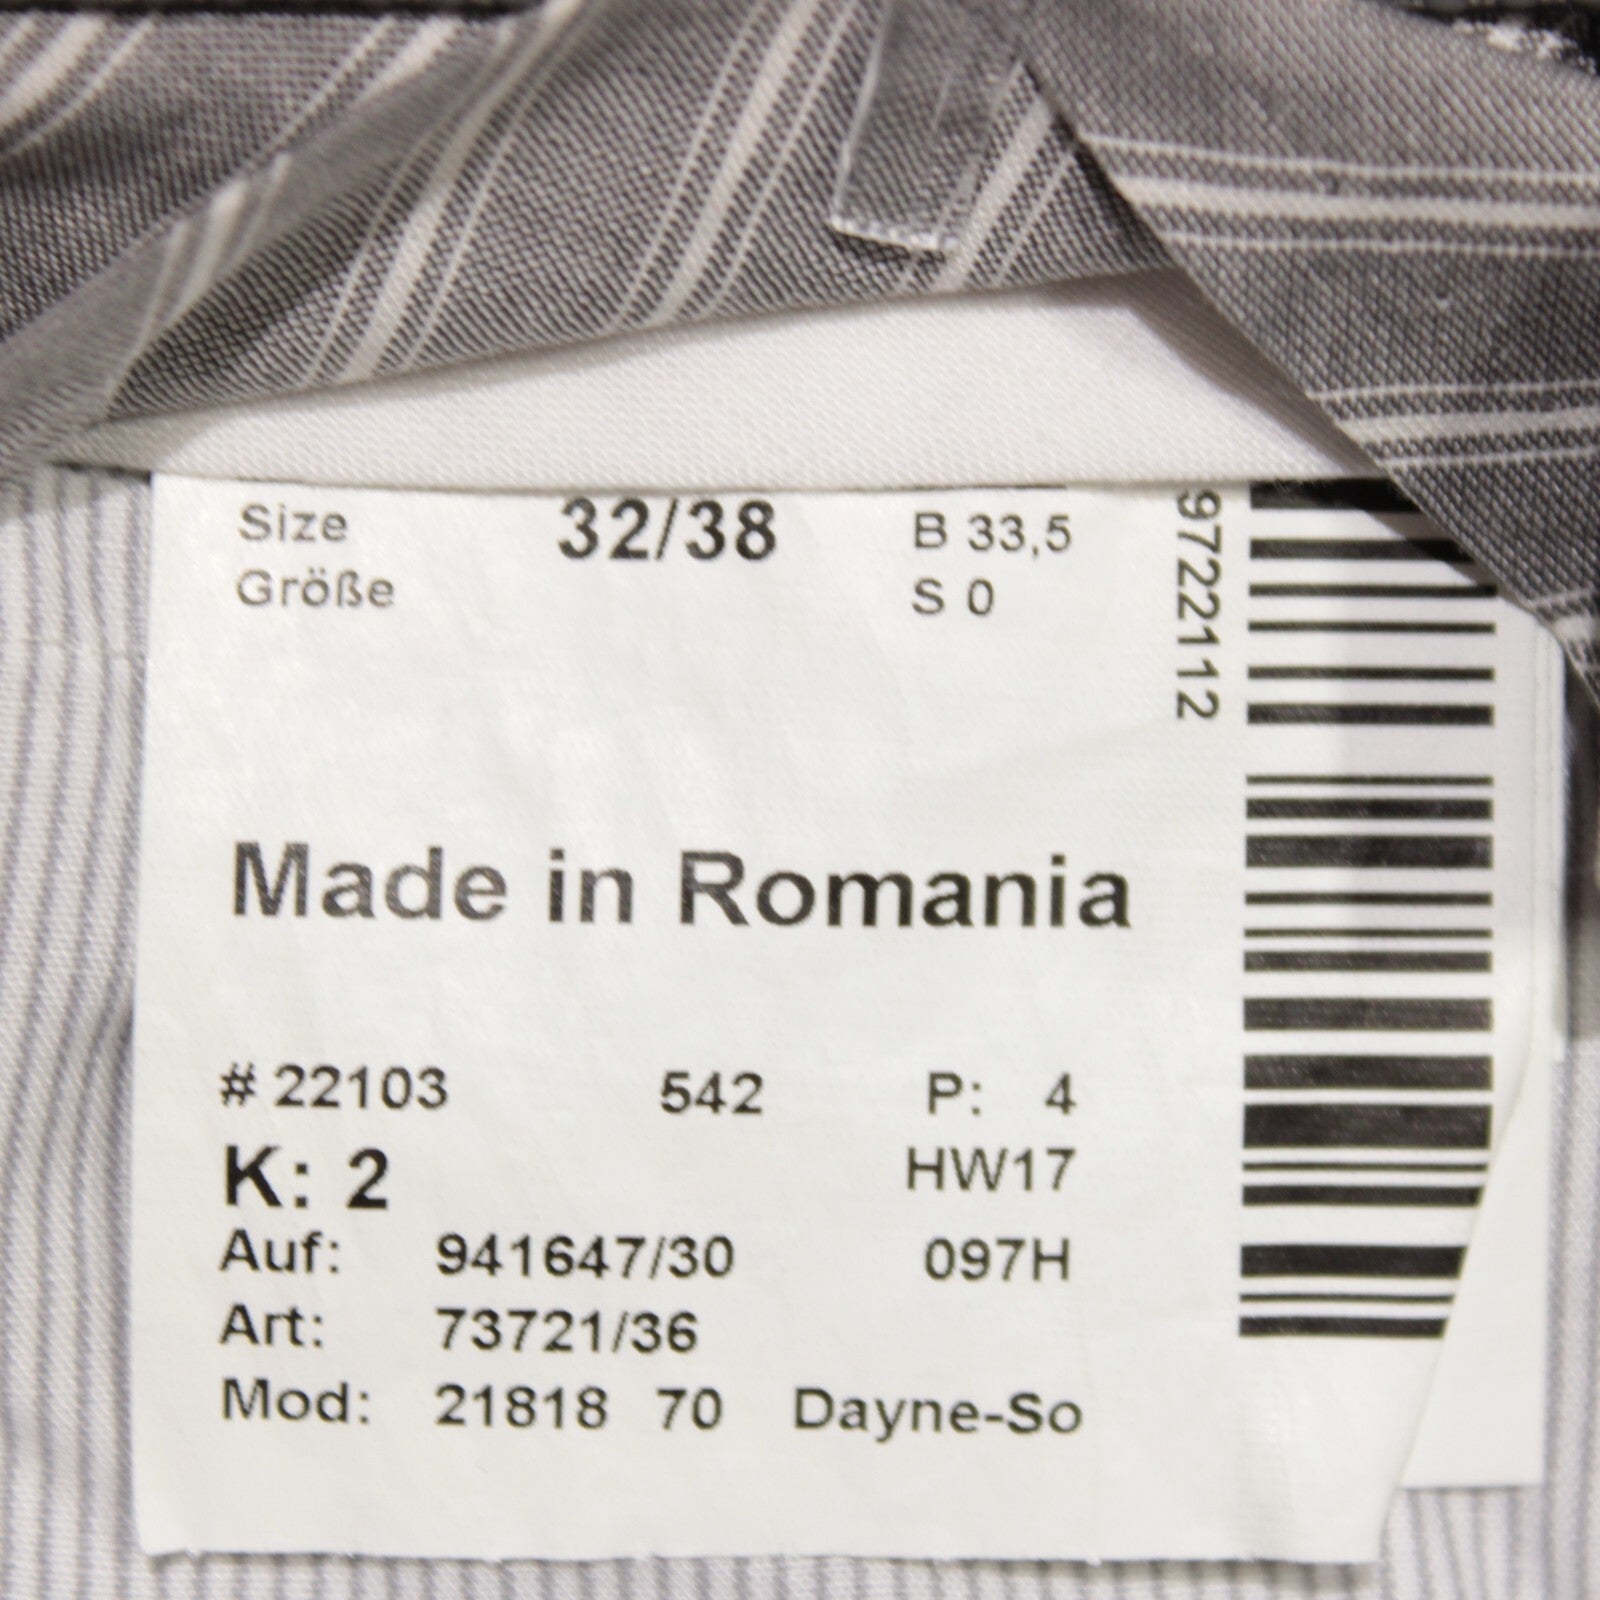 Size 32/38 B 33,5
Größe S 0
9722112
Made in Romania
# 22103 542 P: 4
K: 2 HW17
Auf: 941647/30 097H
Art: 73721/36
Mod: 21818 70 Dayne-So